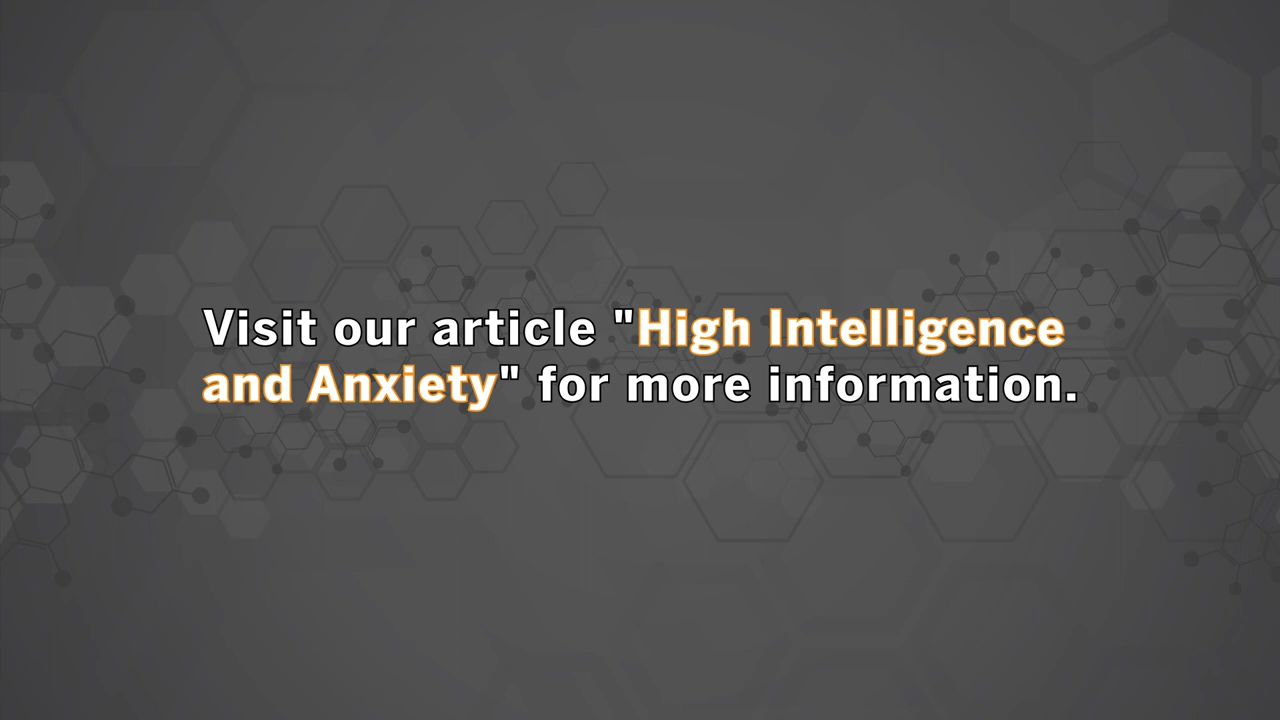 Visit our article "High Intelligence
and Anxiety" for more information.